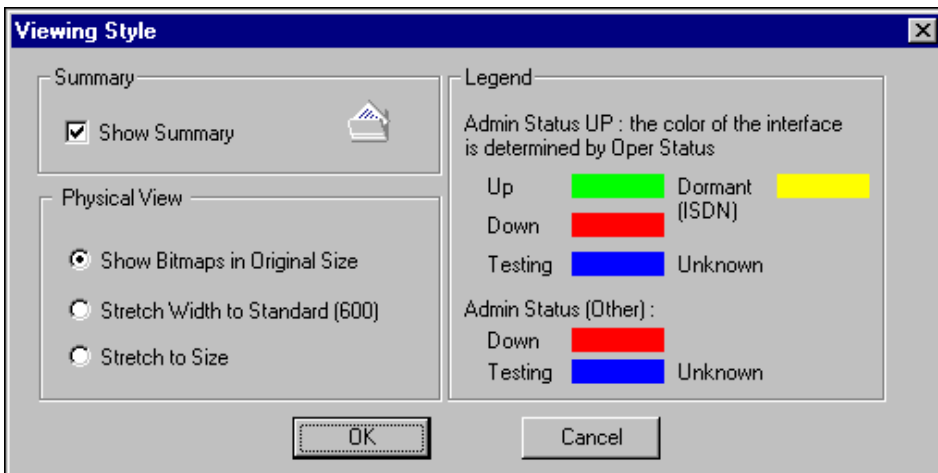 Viewing Style
Summary
Show Summary
Physical View
Show Bitmaps in Original Size
Stretch Width to Standard (600)
Stretch to Size
Legend
Admin Status UP : the color of the interface
is determined by Oper Status
Up
Dormant
(ISDN)
Down
Testing
Unknown
Admin Status (Other) :
Down
Testing
Unknown
OK
Cancel